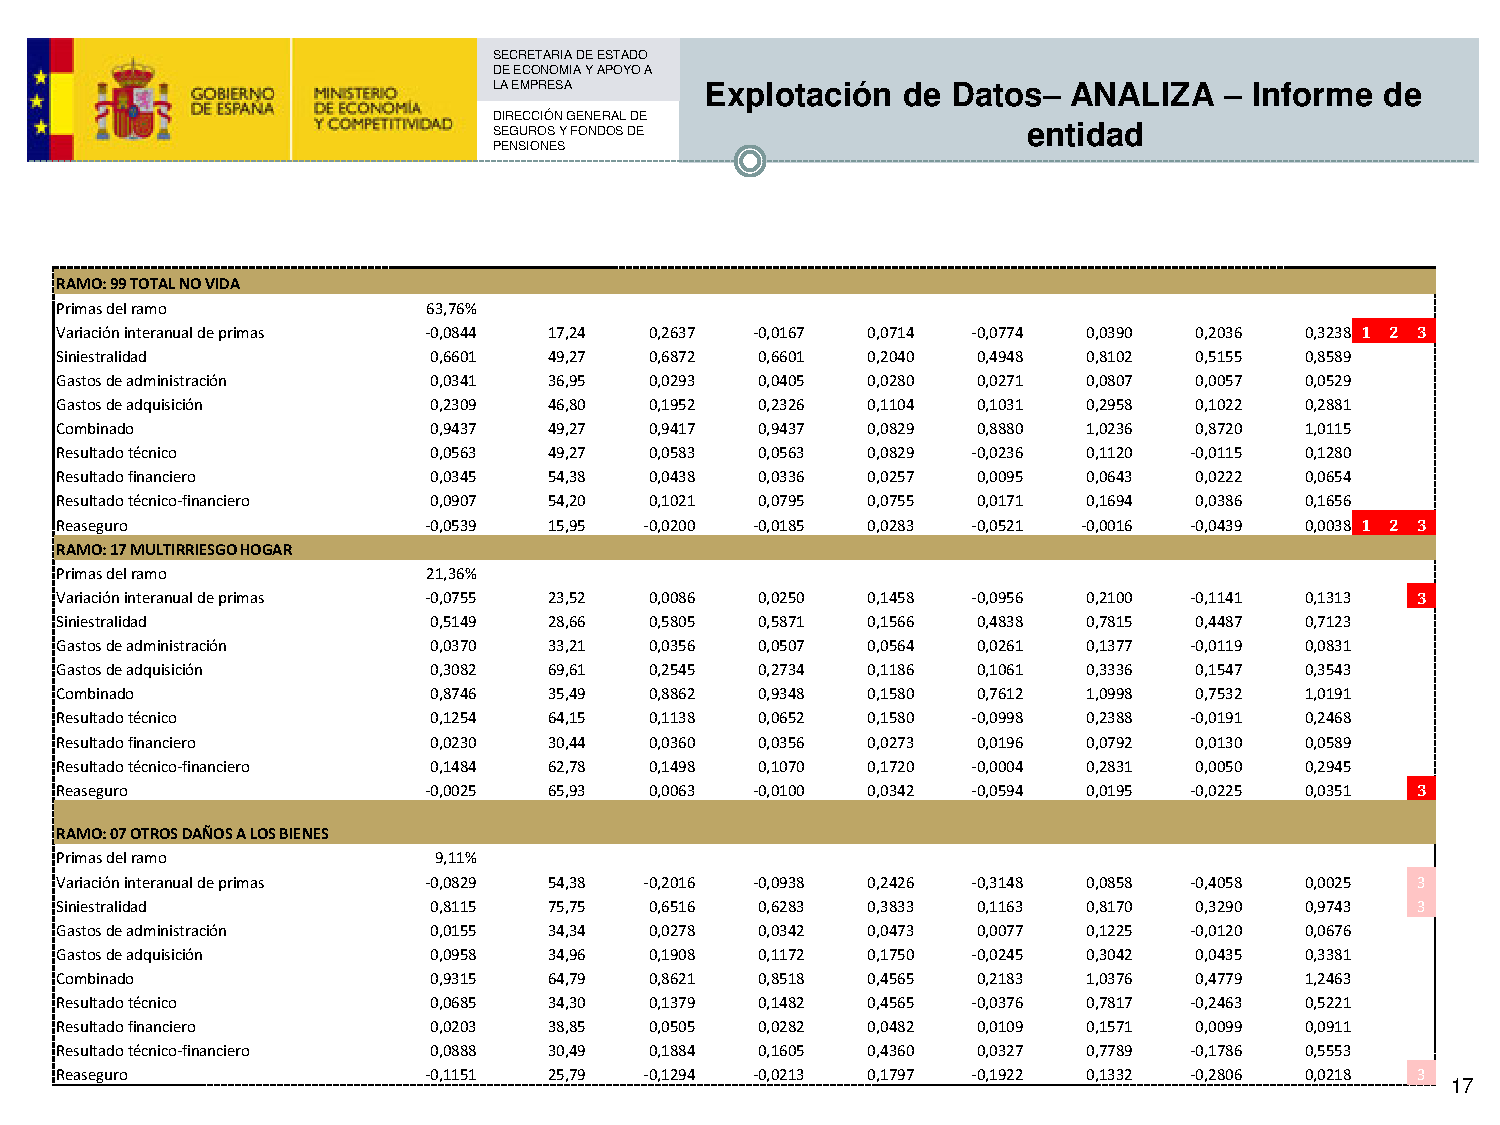 GOBIERNO
DE ESPAÑA
MINISTERIO
DE ECONOMÍA
Y COMPETITIVIDAD
SECRETARIA DE ESTADO
DE ECONOMIA Y APOYO A
LA EMPRESA
DIRECCIÓN GENERAL DE
SEGUROS Y FONDOS DE
PENSIONES
Explotación de Datos– ANALIZA – Informe de
entidad
RAMO: 99 TOTAL NO VIDA
Primas del ramo 63,76%
Variación interanual de primas -0,0844 17,24 0,2637 -0,0167 0,0714 -0,0774 0,0390 0,2036 0,3238 1 2 3
Siniestralidad 0,6601 49,27 0,6872 0,6601 0,2040 0,4948 0,8102 0,5155 0,8589
Gastos de administración 0,0341 36,95 0,0293 0,0405 0,0280 0,0271 0,0807 0,0057 0,0529
Gastos de adquisición 0,2309 46,80 0,1952 0,2326 0,1104 0,1031 0,2958 0,1022 0,2881
Combinado 0,9437 49,27 0,9417 0,9437 0,0829 0,8880 1,0236 0,8720 1,0115
Resultado técnico 0,0563 49,27 0,0583 0,0563 0,0829 -0,0236 0,1120 -0,0115 0,1280
Resultado financiero 0,0345 54,38 0,0438 0,0336 0,0257 0,0095 0,0643 0,0222 0,0654
Resultado técnico-financiero 0,0907 54,20 0,1021 0,0795 0,0755 0,0171 0,1694 0,0386 0,1656
Reaseguro -0,0539 15,95 -0,0200 -0,0185 0,0283 -0,0521 -0,0016 -0,0439 0,0038 1 2 3
RAMO: 17 MULTIRRIESGO HOGAR
Primas del ramo 21,36%
Variación interanual de primas -0,0755 23,52 0,0086 0,0250 0,1458 -0,0956 0,2100 -0,1141 0,1313 3
Siniestralidad 0,5149 28,66 0,5805 0,5871 0,1566 0,4838 0,7815 0,4487 0,7123
Gastos de administración 0,0370 33,21 0,0356 0,0507 0,0564 0,0261 0,1377 -0,0119 0,0831
Gastos de adquisición 0,3082 69,61 0,2545 0,2734 0,1186 0,1061 0,3336 0,1547 0,3543
Combinado 0,8746 35,49 0,8862 0,9348 0,1580 0,7612 1,0998 0,7532 1,0191
Resultado técnico 0,1254 64,15 0,1138 0,0652 0,1580 -0,0998 0,2388 -0,0191 0,2468
Resultado financiero 0,0230 30,44 0,0360 0,0356 0,0273 0,0196 0,0792 0,0130 0,0589
Resultado técnico-financiero 0,1484 62,78 0,1498 0,1070 0,1720 -0,0004 0,2831 0,0050 0,2945
Reaseguro -0,0025 65,93 0,0063 -0,0100 0,0342 -0,0594 0,0195 -0,0225 0,0351 3
RAMO: 07 OTROS DAÑOS A LOS BIENES
Primas del ramo 9,11%
Variación interanual de primas -0,0829 54,38 -0,2016 -0,0938 0,2426 -0,3148 0,0858 -0,4058 0,0025 3
Siniestralidad 0,8115 75,75 0,6516 0,6283 0,3833 0,1163 0,8170 0,3290 0,9743 3
Gastos de administración 0,0155 34,34 0,0278 0,0342 0,0473 0,0077 0,1225 -0,0120 0,0676
Gastos de adquisición 0,0958 34,96 0,1908 0,1172 0,1750 -0,0245 0,3042 0,0435 0,3381
Combinado 0,9315 64,79 0,8621 0,8518 0,4565 0,2183 1,0376 0,4779 1,2463
Resultado técnico 0,0685 34,30 0,1379 0,1482 0,4565 -0,0376 0,7817 -0,2463 0,5221
Resultado financiero 0,0203 38,85 0,0505 0,0282 0,0482 0,0109 0,1571 0,0099 0,0911
Resultado técnico-financiero 0,0888 30,49 0,1884 0,1605 0,4360 0,0327 0,7789 -0,1786 0,5553
Reaseguro -0,1151 25,79 -0,1294 -0,0213 0,1797 -0,1922 0,1332 -0,2806 0,0218 3
17